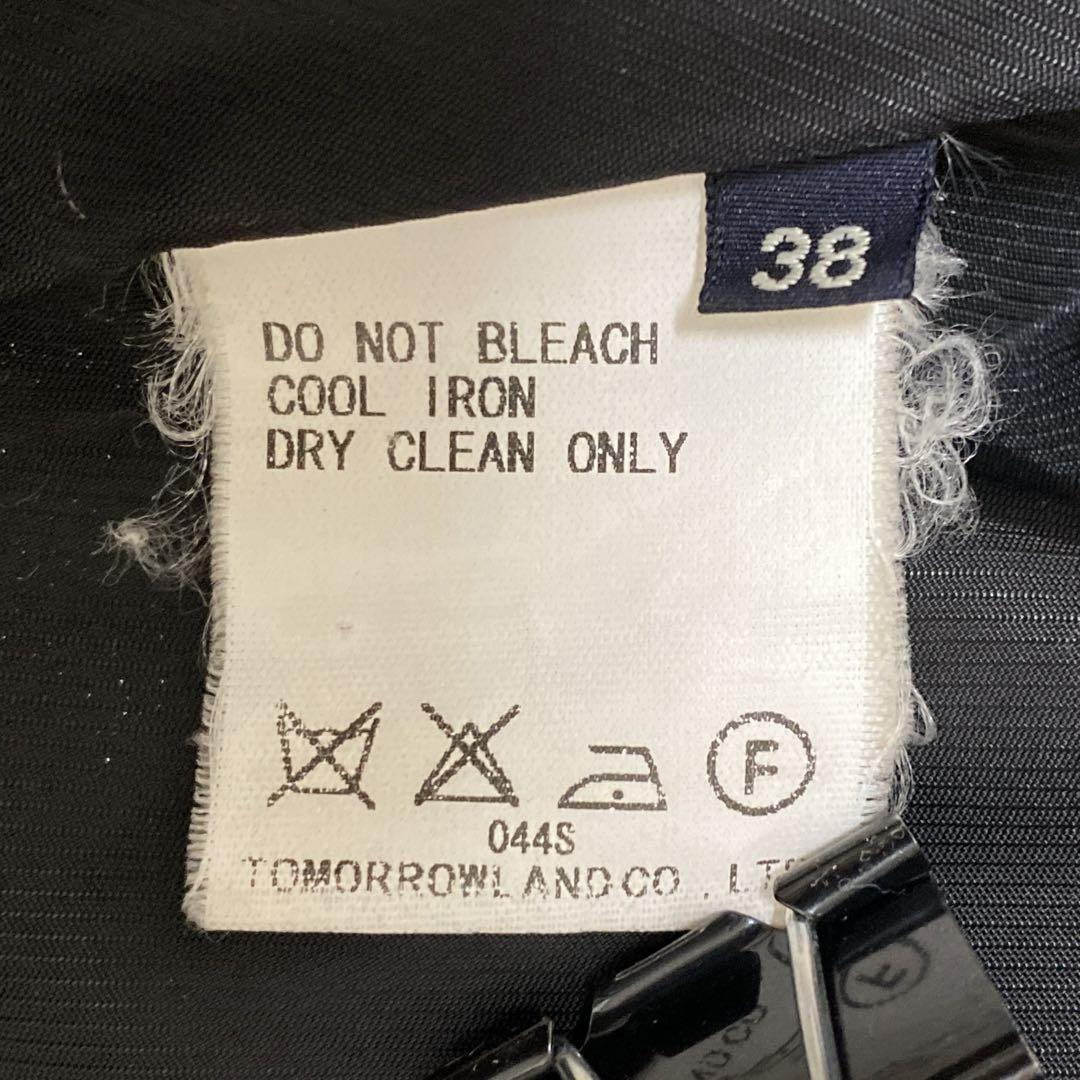 38
DO NOT BLEACH
COOL IRON
DRY CLEAN ONLY
F
044S
TOMORROWLAND CO., LT